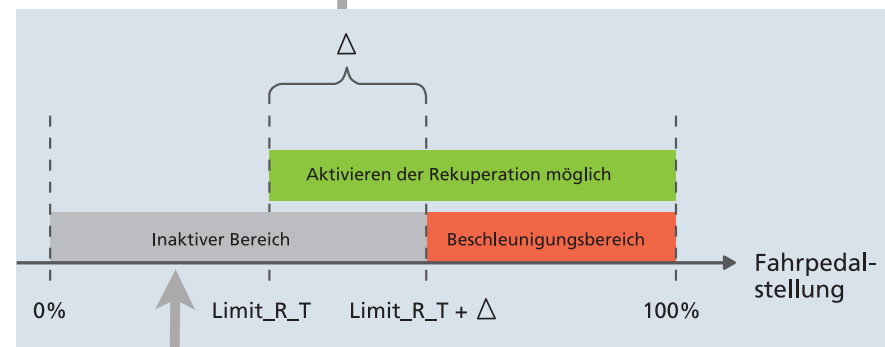 Δ
Aktivieren der Rekuperation möglich
Inaktiver Bereich
Beschleunigungsbereich
Fahrpedal-
stellung
0%
Limit_R_T
Limit_R_T + Δ
100%